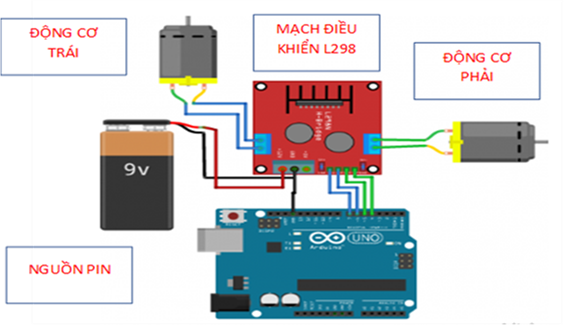 ĐỘNG CƠ
TRÁI
MẠCH ĐIỀU
KHIỂN L298
ĐỘNG CƠ
PHẢI
9v
NGUỒN PIN
UNO
Arduino